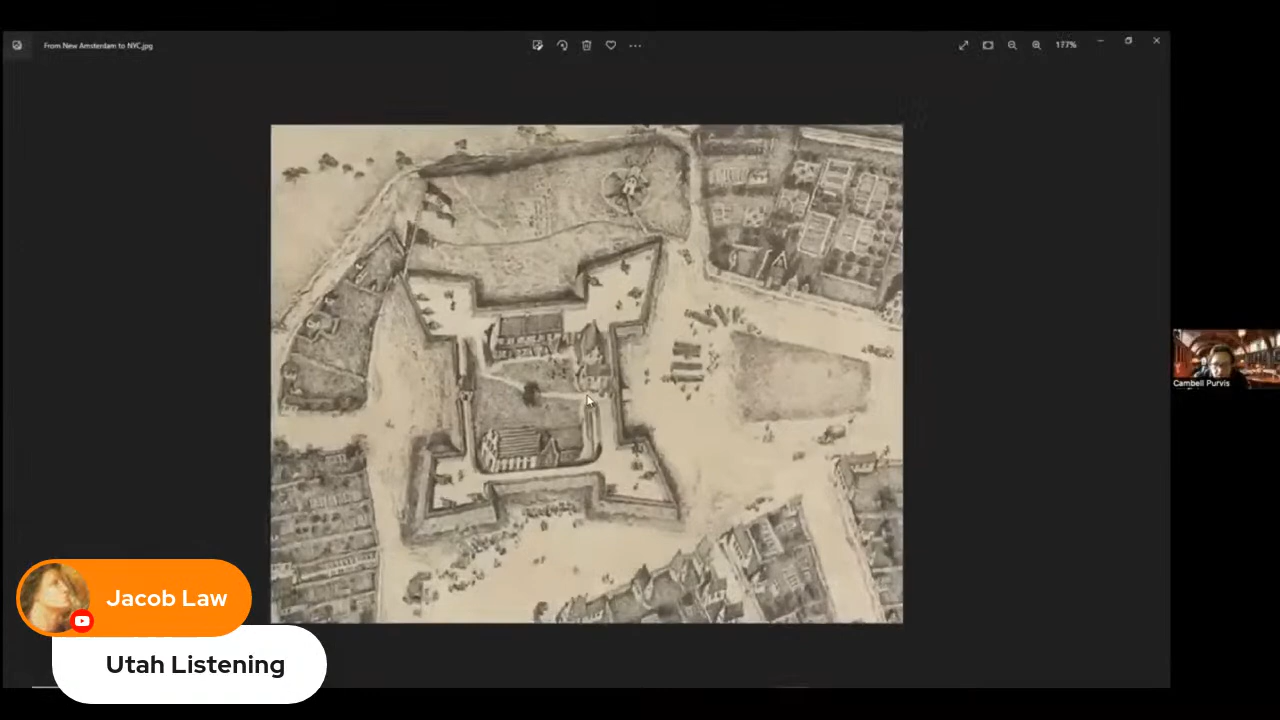 From New Amsterdam to NYC.jpg
177%
Cambell Purvis
Jacob Law
Utah Listening